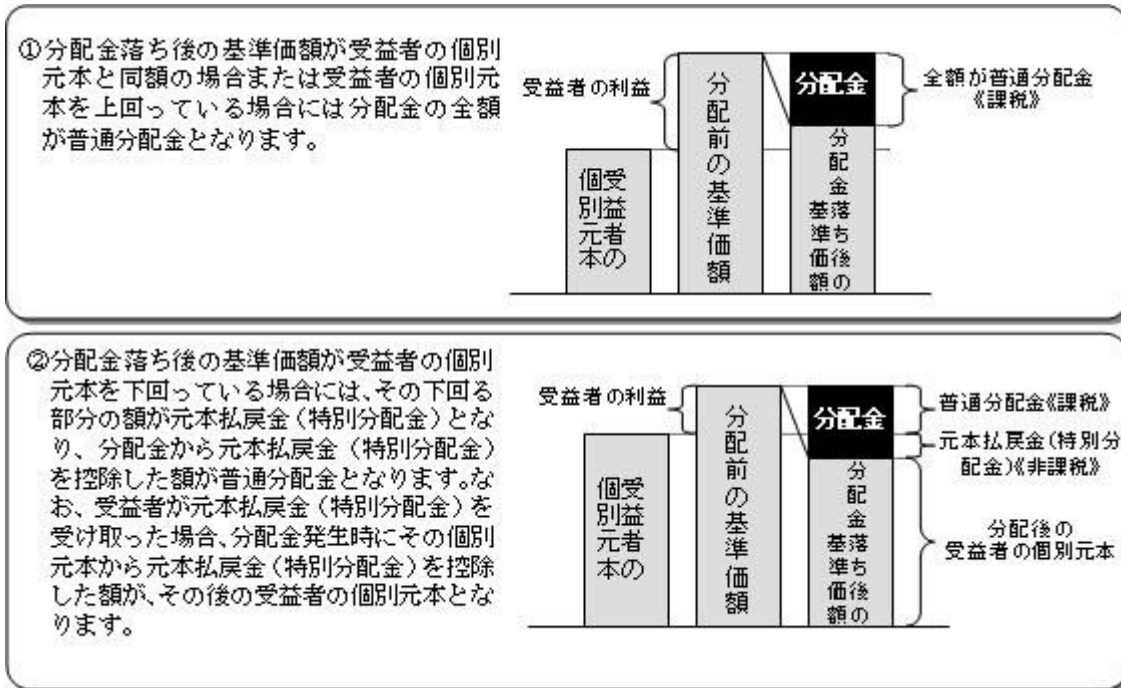 ①分配金落ち後の基準価額が受益者の個別
元本と同額の場合または受益者の個別元
本を上回っている場合には分配金の全額
が普通分配金となります。
受益者の利益
受益者の
個別元本
分配前の基準価額
分配金
分配金落ち後の
基準価額
全額が普通分配金
《課税》
②分配金落ち後の基準価額が受益者の個別
元本を下回っている場合には、その下回る
部分の額が元本払戻金（特別分配金）とな
り、分配金から元本払戻金（特別分配金）
を控除した額が普通分配金となります。な
お、受益者が元本払戻金（特別分配金）を
受け取った場合、分配金発生時にその個別
元本から元本払戻金（特別分配金）を控除
した額が、その後の受益者の個別元本とな
ります。
受益者の利益
受益者の
個別元本
分配前の基準価額
分配金
分配金落ち後の
基準価額
普通分配金《課税》
元本払戻金（特別分
配金）《非課税》
分配後の
受益者の個別元本